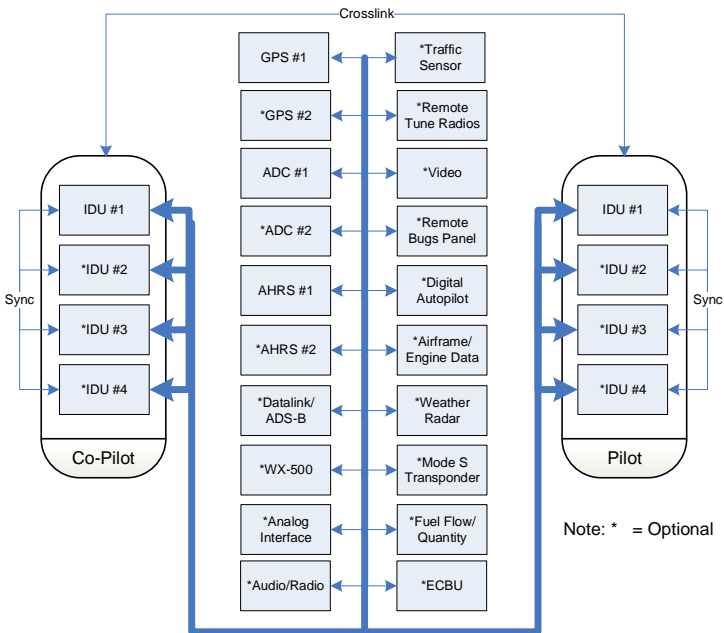 Crosslink
GPS #1
*Traffic
Sensor
*GPS #2
*Remote
Tune Radios
ADC #1
*Video
*ADC #2
*Remote
Bugs Panel
AHRS #1
*Digital
Autopilot
*AHRS #2
*Airframe/
Engine Data
*Datalink/
ADS-B
*Weather
Radar
*WX-500
*Mode S
Transponder
*Analog
Interface
*Fuel Flow/
Quantity
*Audio/Radio
*ECBU
IDU #1
*IDU #2
Sync
*IDU #3
*IDU #4
Co-Pilot
IDU #1
*IDU #2
Sync
*IDU #3
*IDU #4
Pilot
Note: * = Optional